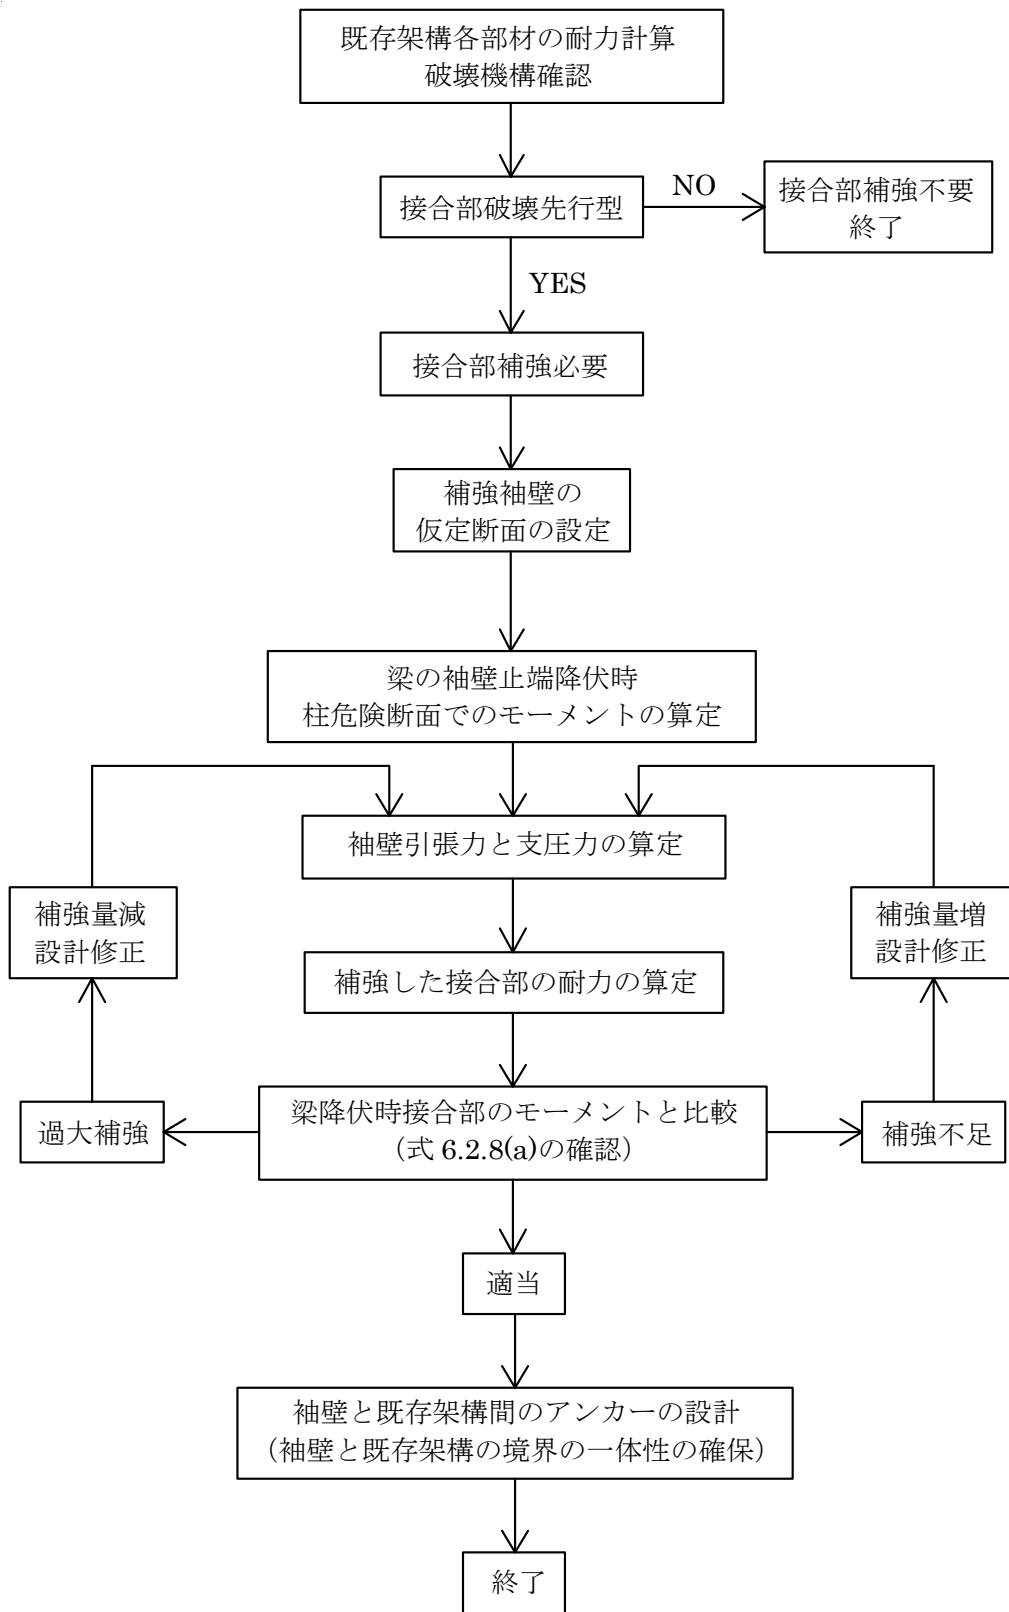 既存架構各部材の耐力計算
破壊機構確認
接合部破壊先行型
NO
接合部補強不要
終了
YES
接合部補強必要
補強袖壁の
仮定断面の設定
梁の袖壁止端降伏時
柱危険断面でのモーメントの算定
袖壁引張力と支圧力の算定
補強量減
設計修正
補強量増
設計修正
補強した接合部の耐力の算定
過大補強
梁降伏時接合部のモーメントと比較
（式 6.2.8(a)の確認）
補強不足
適当
袖壁と既存架構間のアンカーの設計
（袖壁と既存架構の境界の一体性の確保）
終了